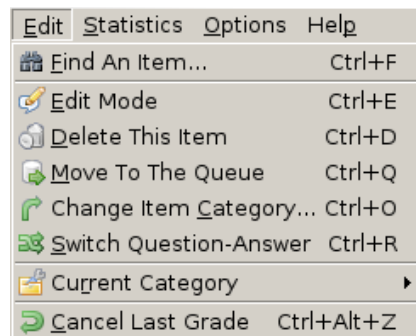 Edit Statistics Options Help
Find An Item... Ctrl+F
Edit Mode Ctrl+E
Delete This Item Ctrl+D
Move To The Queue Ctrl+Q
Change Item Category... Ctrl+O
Switch Question-Answer Ctrl+R
Current Category
Cancel Last Grade Ctrl+Alt+Z